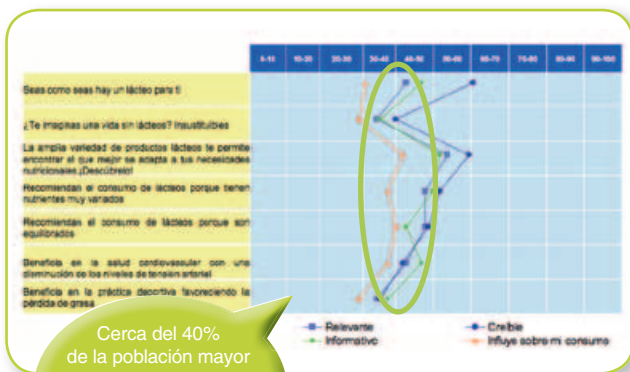 0-10 10-20 20-30 30-40 40-50 50-60 60-70 70-80 80-90 90-100
Seas como seas hay un lácteo para ti
¿Te imaginas una vida sin lácteos? Insustituibles
La amplia variedad de productos lácteos te permite
encontrar el que mejor se adapta a tus necesidades
nutricionales ¡Descúbrelo!
Recomiendan el consumo de lácteos porque tienen
nutrientes muy variados
Recomiendan el consumo de lácteos porque son
equilibrados
Beneficia en la salud cardiovascular con una
disminución de los niveles de tensión arterial
Beneficia en la práctica deportiva favoreciendo la
pérdida de grasa
Relevante Creíble
Informativo Influye sobre mi consumo
Cerca del 40%
de la población mayor